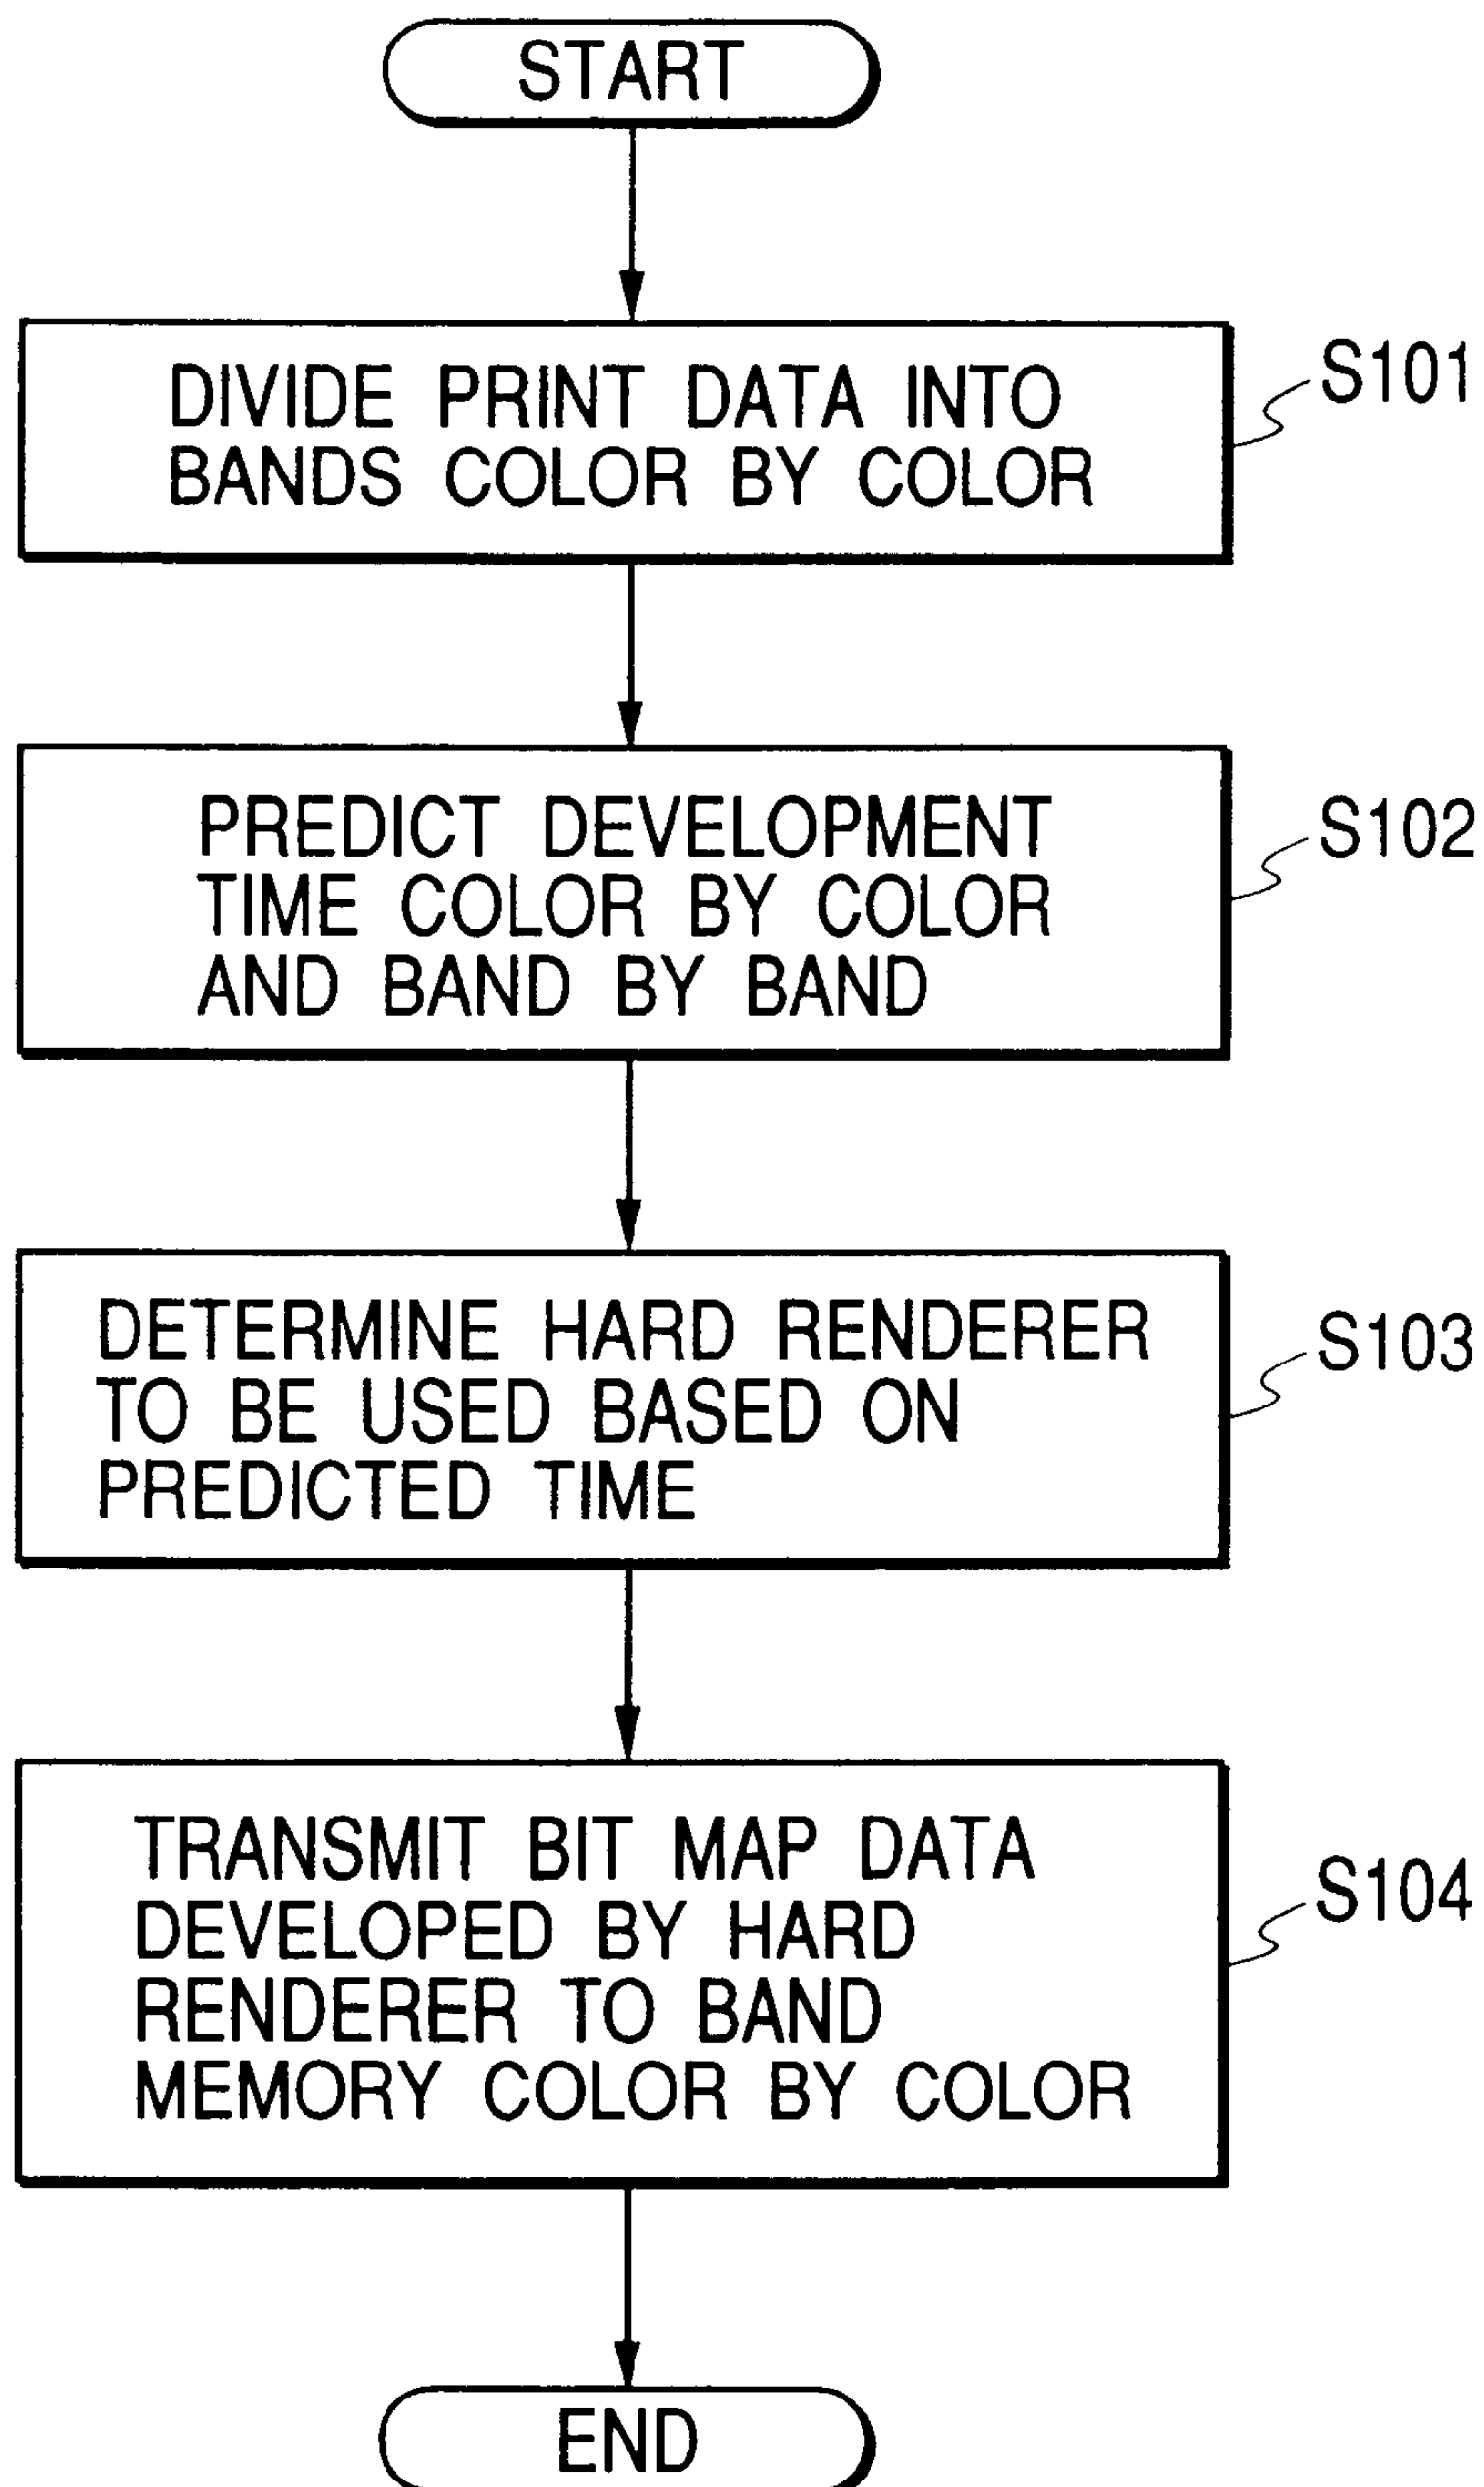 START
DIVIDE PRINT DATA INTO
BANDS COLOR BY COLOR
S101
PREDICT DEVELOPMENT
TIME COLOR BY COLOR
AND BAND BY BAND
S102
DETERMINE HARD RENDERER
TO BE USED BASED ON
PREDICTED TIME
S103
TRANSMIT BIT MAP DATA
DEVELOPED BY HARD
RENDERER TO BAND
MEMORY COLOR BY COLOR
S104
END